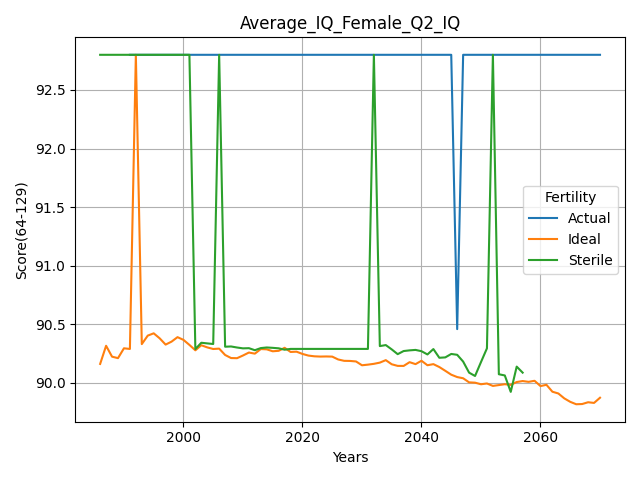 Average_IQ_Female_Q2_IQ
Score(64-129)
92.5
92.0
91.5
91.0
90.5
90.0
Fertility
Actual
Ideal
Sterile
2000 2020 2040 2060
Years